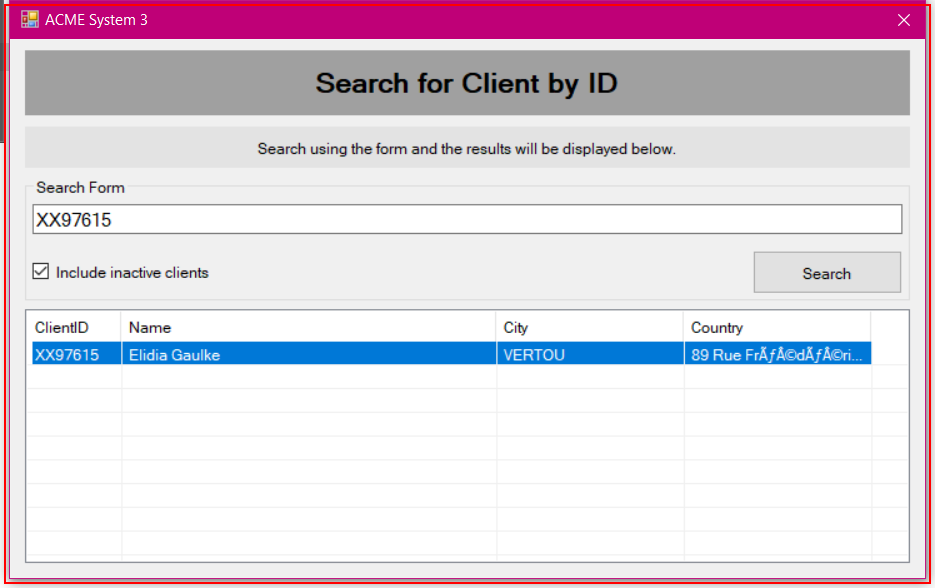 ACME System 3
Search for Client by ID
Search using the form and the results will be displayed below.
Search Form
XX97615
Include inactive clients
Search
ClientID Name City Country
XX97615 Elidia Gaulke VERTOU 89 Rue FrÃƒÂ©dÃƒÂ©ri...